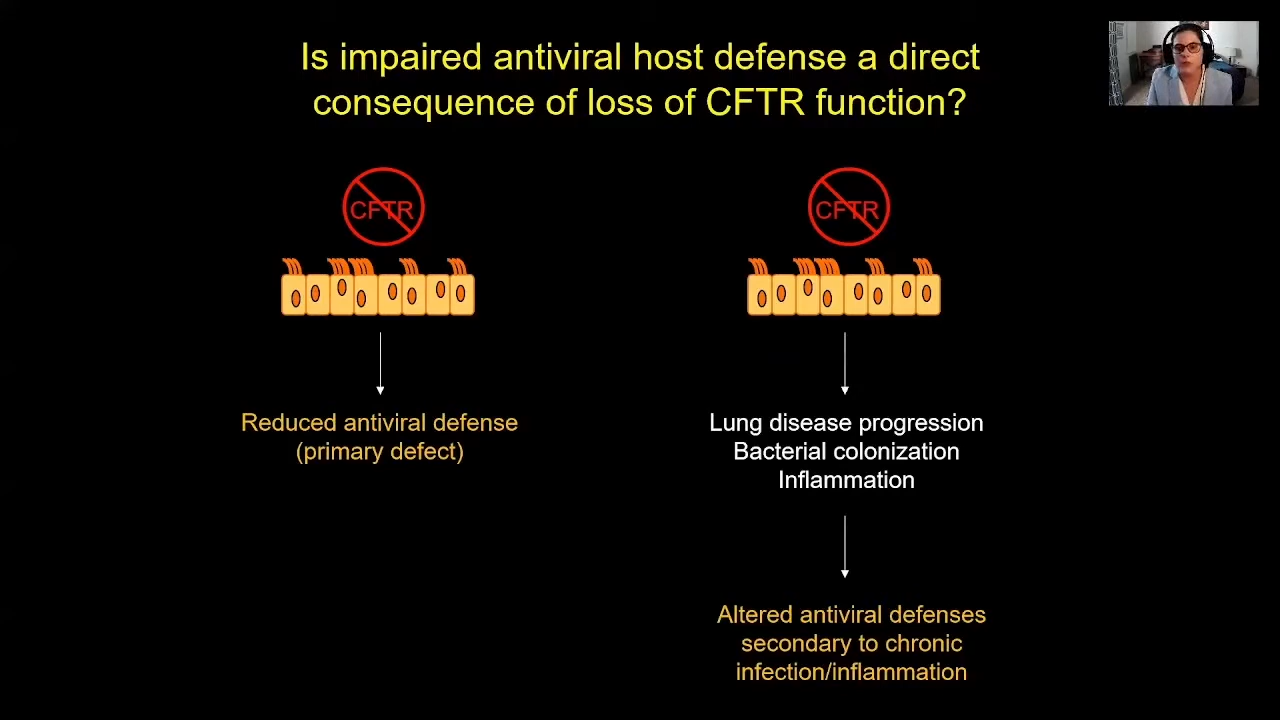 Is impaired antiviral host defense a direct
consequence of loss of CFTR function?
CFTR
Reduced antiviral defense
(primary defect)
CFTR
Lung disease progression
Bacterial colonization
Inflammation
Altered antiviral defenses
secondary to chronic
infection/inflammation